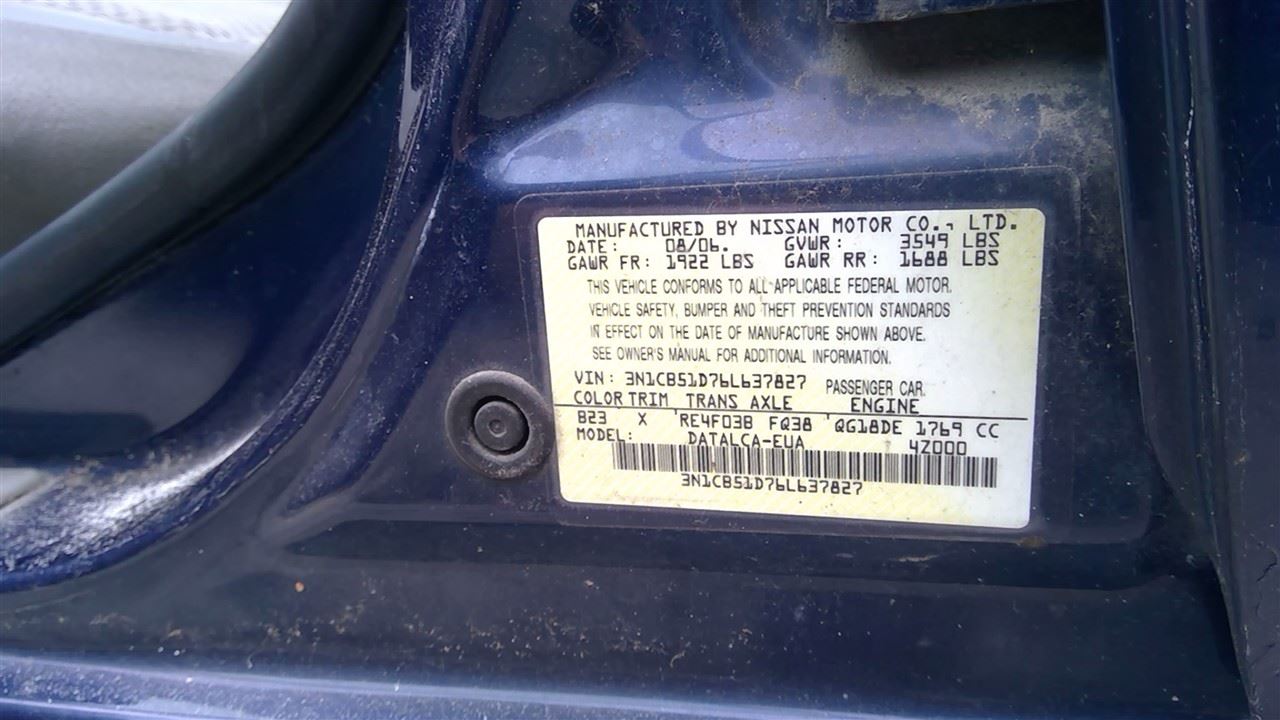 MANUFACTURED BY NISSAN MOTOR CO., LTD.
DATE: 08/06. GVWR: 3549 LBS
GAWR FR: 1922 LBS GAWR RR: 1688 LBS
THIS VEHICLE CONFORMS TO ALL APPLICABLE FEDERAL MOTOR
VEHICLE SAFETY, BUMPER AND THEFT PREVENTION STANDARDS
IN EFFECT ON THE DATE OF MANUFACTURE SHOWN ABOVE.
SEE OWNER'S MANUAL FOR ADDITIONAL INFORMATION.
VIN: 3N1CB51D76L637827 PASSENGER CAR
COLOR TRIM TRANS AXLE ENGINE
B23 X RE4F03B FQ38 QG18DE 1769 CC
MODEL: DATALCA-EUA 4Z000
3N1CB51D76L637827